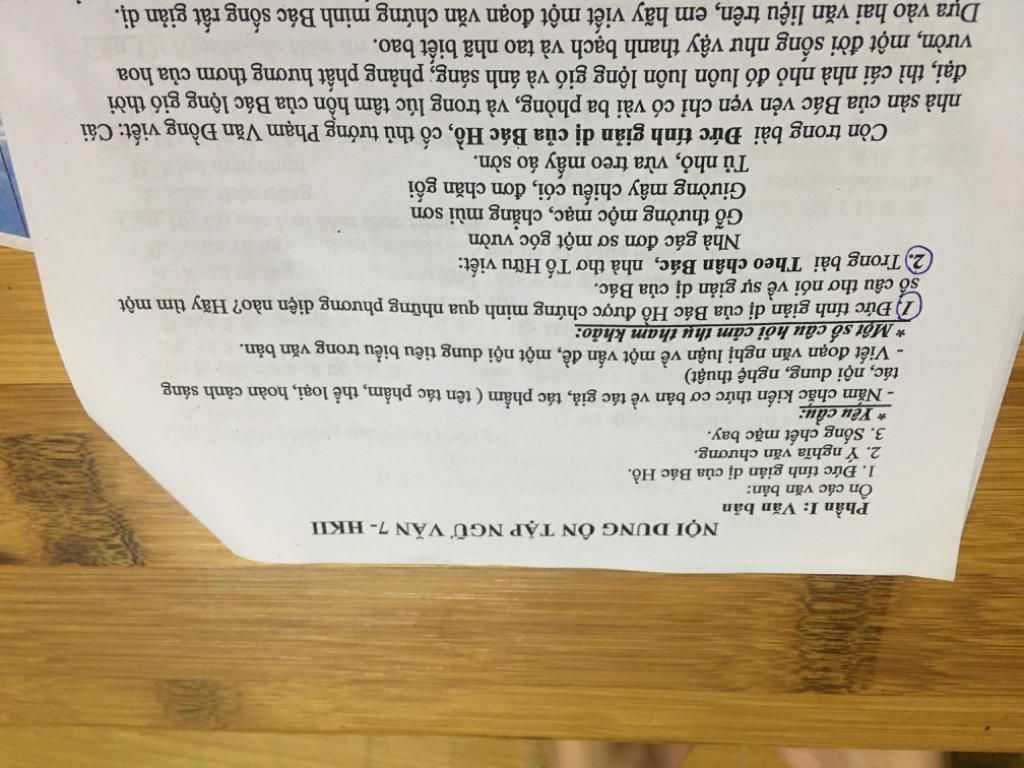 NỘI DUNG ÔN TẬP NGỮ VĂN 7- HKII
Phần I: Văn bản
Ôn các văn bản:
1. Đức tính giản dị của Bác Hồ.
2. Ý nghĩa văn chương.
3. Sống chết mặc bay.
* Yêu cầu:
- Nắm chắc kiến thức cơ bản về tác giả, tác phẩm ( tên tác phẩm, thể loại, hoàn cảnh sáng
tác, nội dung, nghệ thuật)
- Viết đoạn văn nghị luận về một vấn đề, một nội dung tiêu biểu trong văn bản.
* Một số câu hỏi cảm thụ tham khảo:
1. Đức tính giản dị của Bác Hồ được chứng minh qua những phương diện nào? Hãy tìm một
số câu thơ nói về sự giản dị của Bác.
2. Trong bài Theo chân Bác, nhà thơ Tố Hữu viết:
Nhà gác đơn sơ một góc vườn
Gỗ thường mộc mạc, chẳng mùi sơn
Giường mây chiếu cói, đơn chăn gối
Tủ nhỏ, vừa treo mấy áo sờn.
Còn trong bài Đức tính giản dị của Bác Hồ, cố thủ tướng Phạm Văn Đồng viết: Cái
nhà sàn của Bác vẻn vẹn chỉ có vài ba phòng, và trong lúc tâm hồn của Bác lộng gió thời
đại, thì cái nhà nhỏ đó luôn luôn lộng gió và ánh sáng, phảng phất hương thơm của hoa
vườn, một đời sống như vậy thanh bạch và tao nhã biết bao.
Dựa vào hai văn liệu trên, em hãy viết một đoạn văn chứng minh Bác sống rất giản dị.